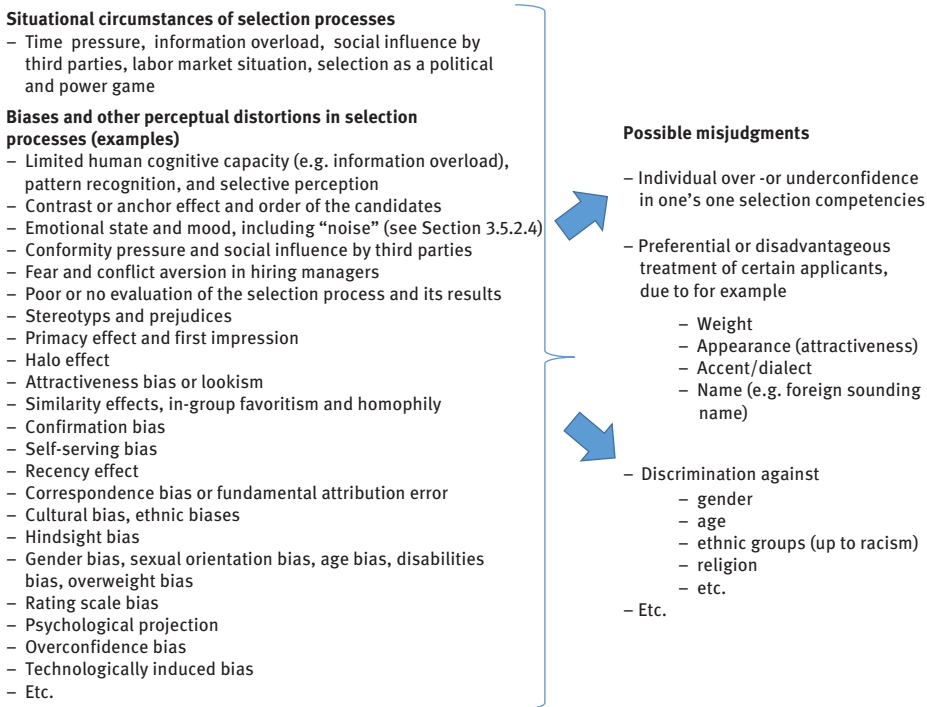 Situational circumstances of selection processes
– Time pressure, information overload, social influence by
third parties, labor market situation, selection as a political
and power game
Biases and other perceptual distortions in selection
processes (examples)
– Limited human cognitive capacity (e.g. information overload),
pattern recognition, and selective perception
– Contrast or anchor effect and order of the candidates
– Emotional state and mood, including “noise” (see Section 3.5.2.4)
– Conformity pressure and social influence by third parties
– Fear and conflict aversion in hiring managers
– Poor or no evaluation of the selection process and its results
– Stereotyps and prejudices
– Primacy effect and first impression
– Halo effect
– Attractiveness bias or lookism
– Similarity effects, in-group favoritism and homophily
– Confirmation bias
– Self-serving bias
– Recency effect
– Correspondence bias or fundamental attribution error
– Cultural bias, ethnic biases
– Hindsight bias
– Gender bias, sexual orientation bias, age bias, disabilities
bias, overweight bias
– Rating scale bias
– Psychological projection
– Overconfidence bias
– Technologically induced bias
– Etc.
Possible misjudgments
– Individual over -or underconfidence
in one’s one selection competencies
– Preferential or disadvantageous
treatment of certain applicants,
due to for example
– Weight
– Appearance (attractiveness)
– Accent/dialect
– Name (e.g. foreign sounding
name)
– Discrimination against
– gender
– age
– ethnic groups (up to racism)
– religion
– etc.
– Etc.